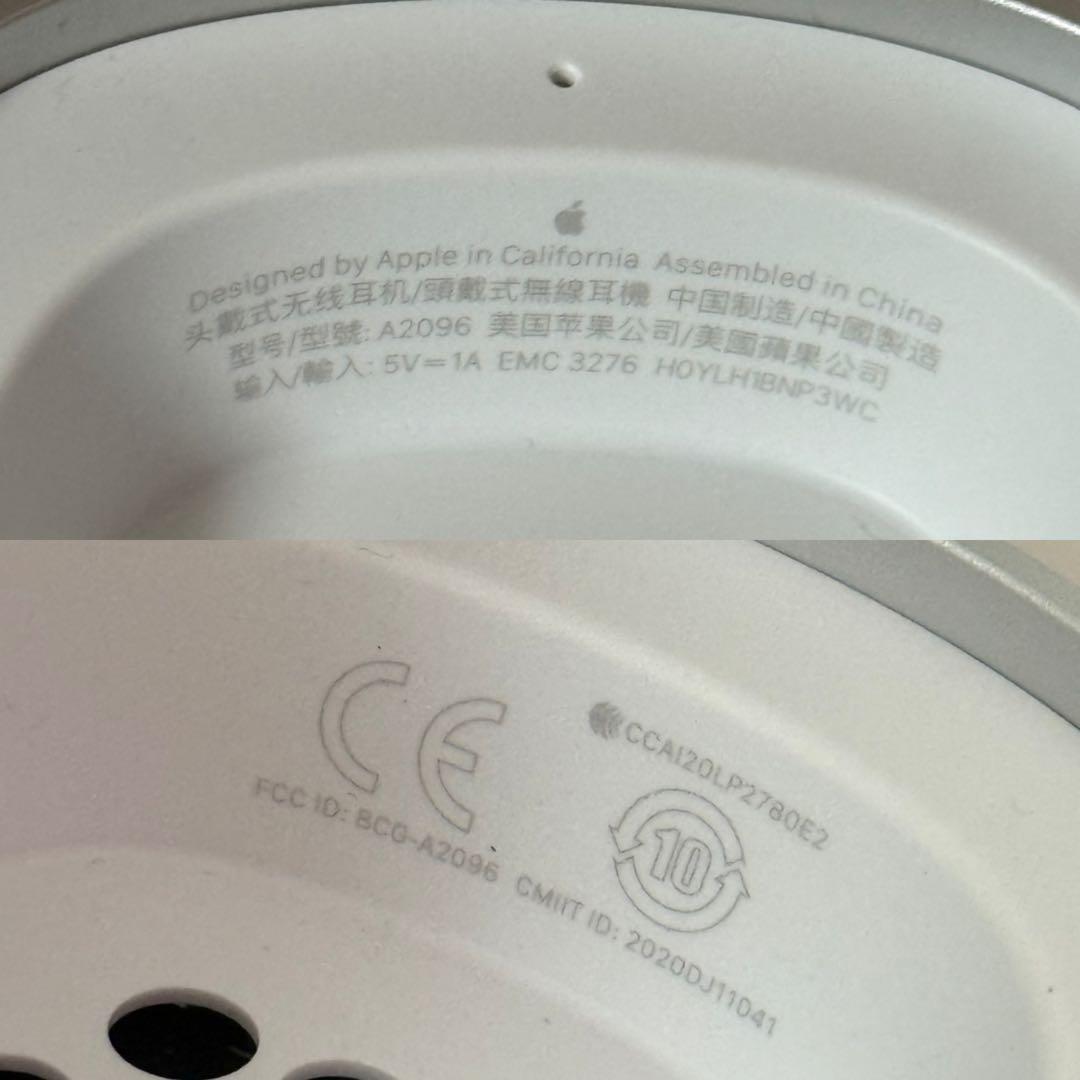 Designed by Apple in California Assembled in China
头戴式无线耳机/頭戴式無線耳機 中国制造/中國製造
型号/型號: A2096 美国苹果公司/美國蘋果公司
输入/輸入: 5V⎓1A EMC 3276 H0YLH1BNP3WC
CE
CCAI20LP2780E2
10
FCC ID: BCG-A2096 CMIIT ID: 2020DJ11041